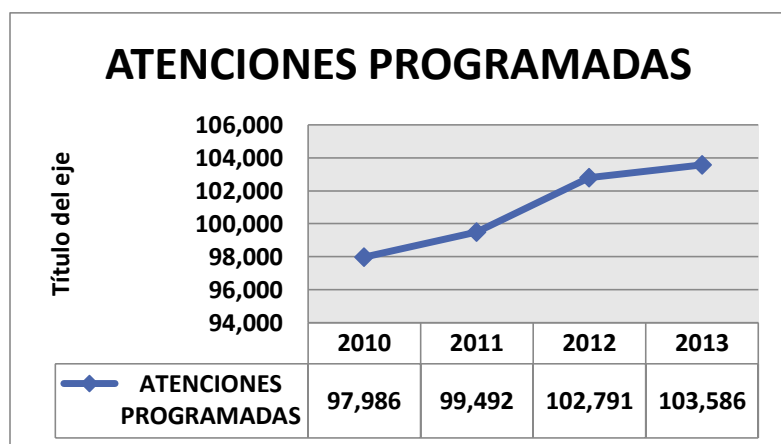 ATENCIONES PROGRAMADAS
Título del eje
106,000
104,000
102,000
100,000
98,000
96,000
94,000
2010 2011 2012 2013
ATENCIONES
PROGRAMADAS
97,986 99,492 102,791 103,586